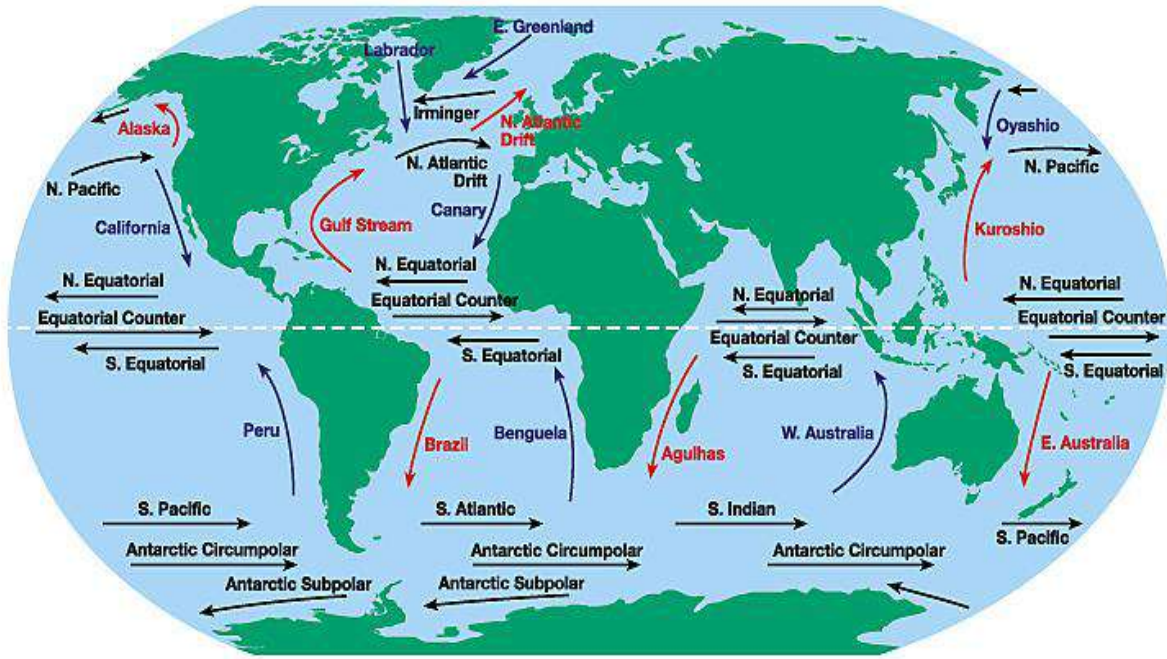 E. Greenland
Labrador
Irminger
Alaska
N. Atlantic
Drift
Oyashio
N. Atlantic
Drift
N. Pacific
N. Pacific
California
Gulf Stream
Canary
Kuroshio
N. Equatorial
N. Equatorial
N. Equatorial
N. Equatorial
Equatorial Counter
Equatorial Counter
Equatorial Counter
Equatorial Counter
S. Equatorial
S. Equatorial
S. Equatorial
S. Equatorial
Peru
Brazil
Benguela
Agulhas
W. Australia
E. Australia
S. Pacific
S. Atlantic
S. Indian
S. Pacific
Antarctic Circumpolar
Antarctic Circumpolar
Antarctic Circumpolar
Antarctic Subpolar
Antarctic Subpolar